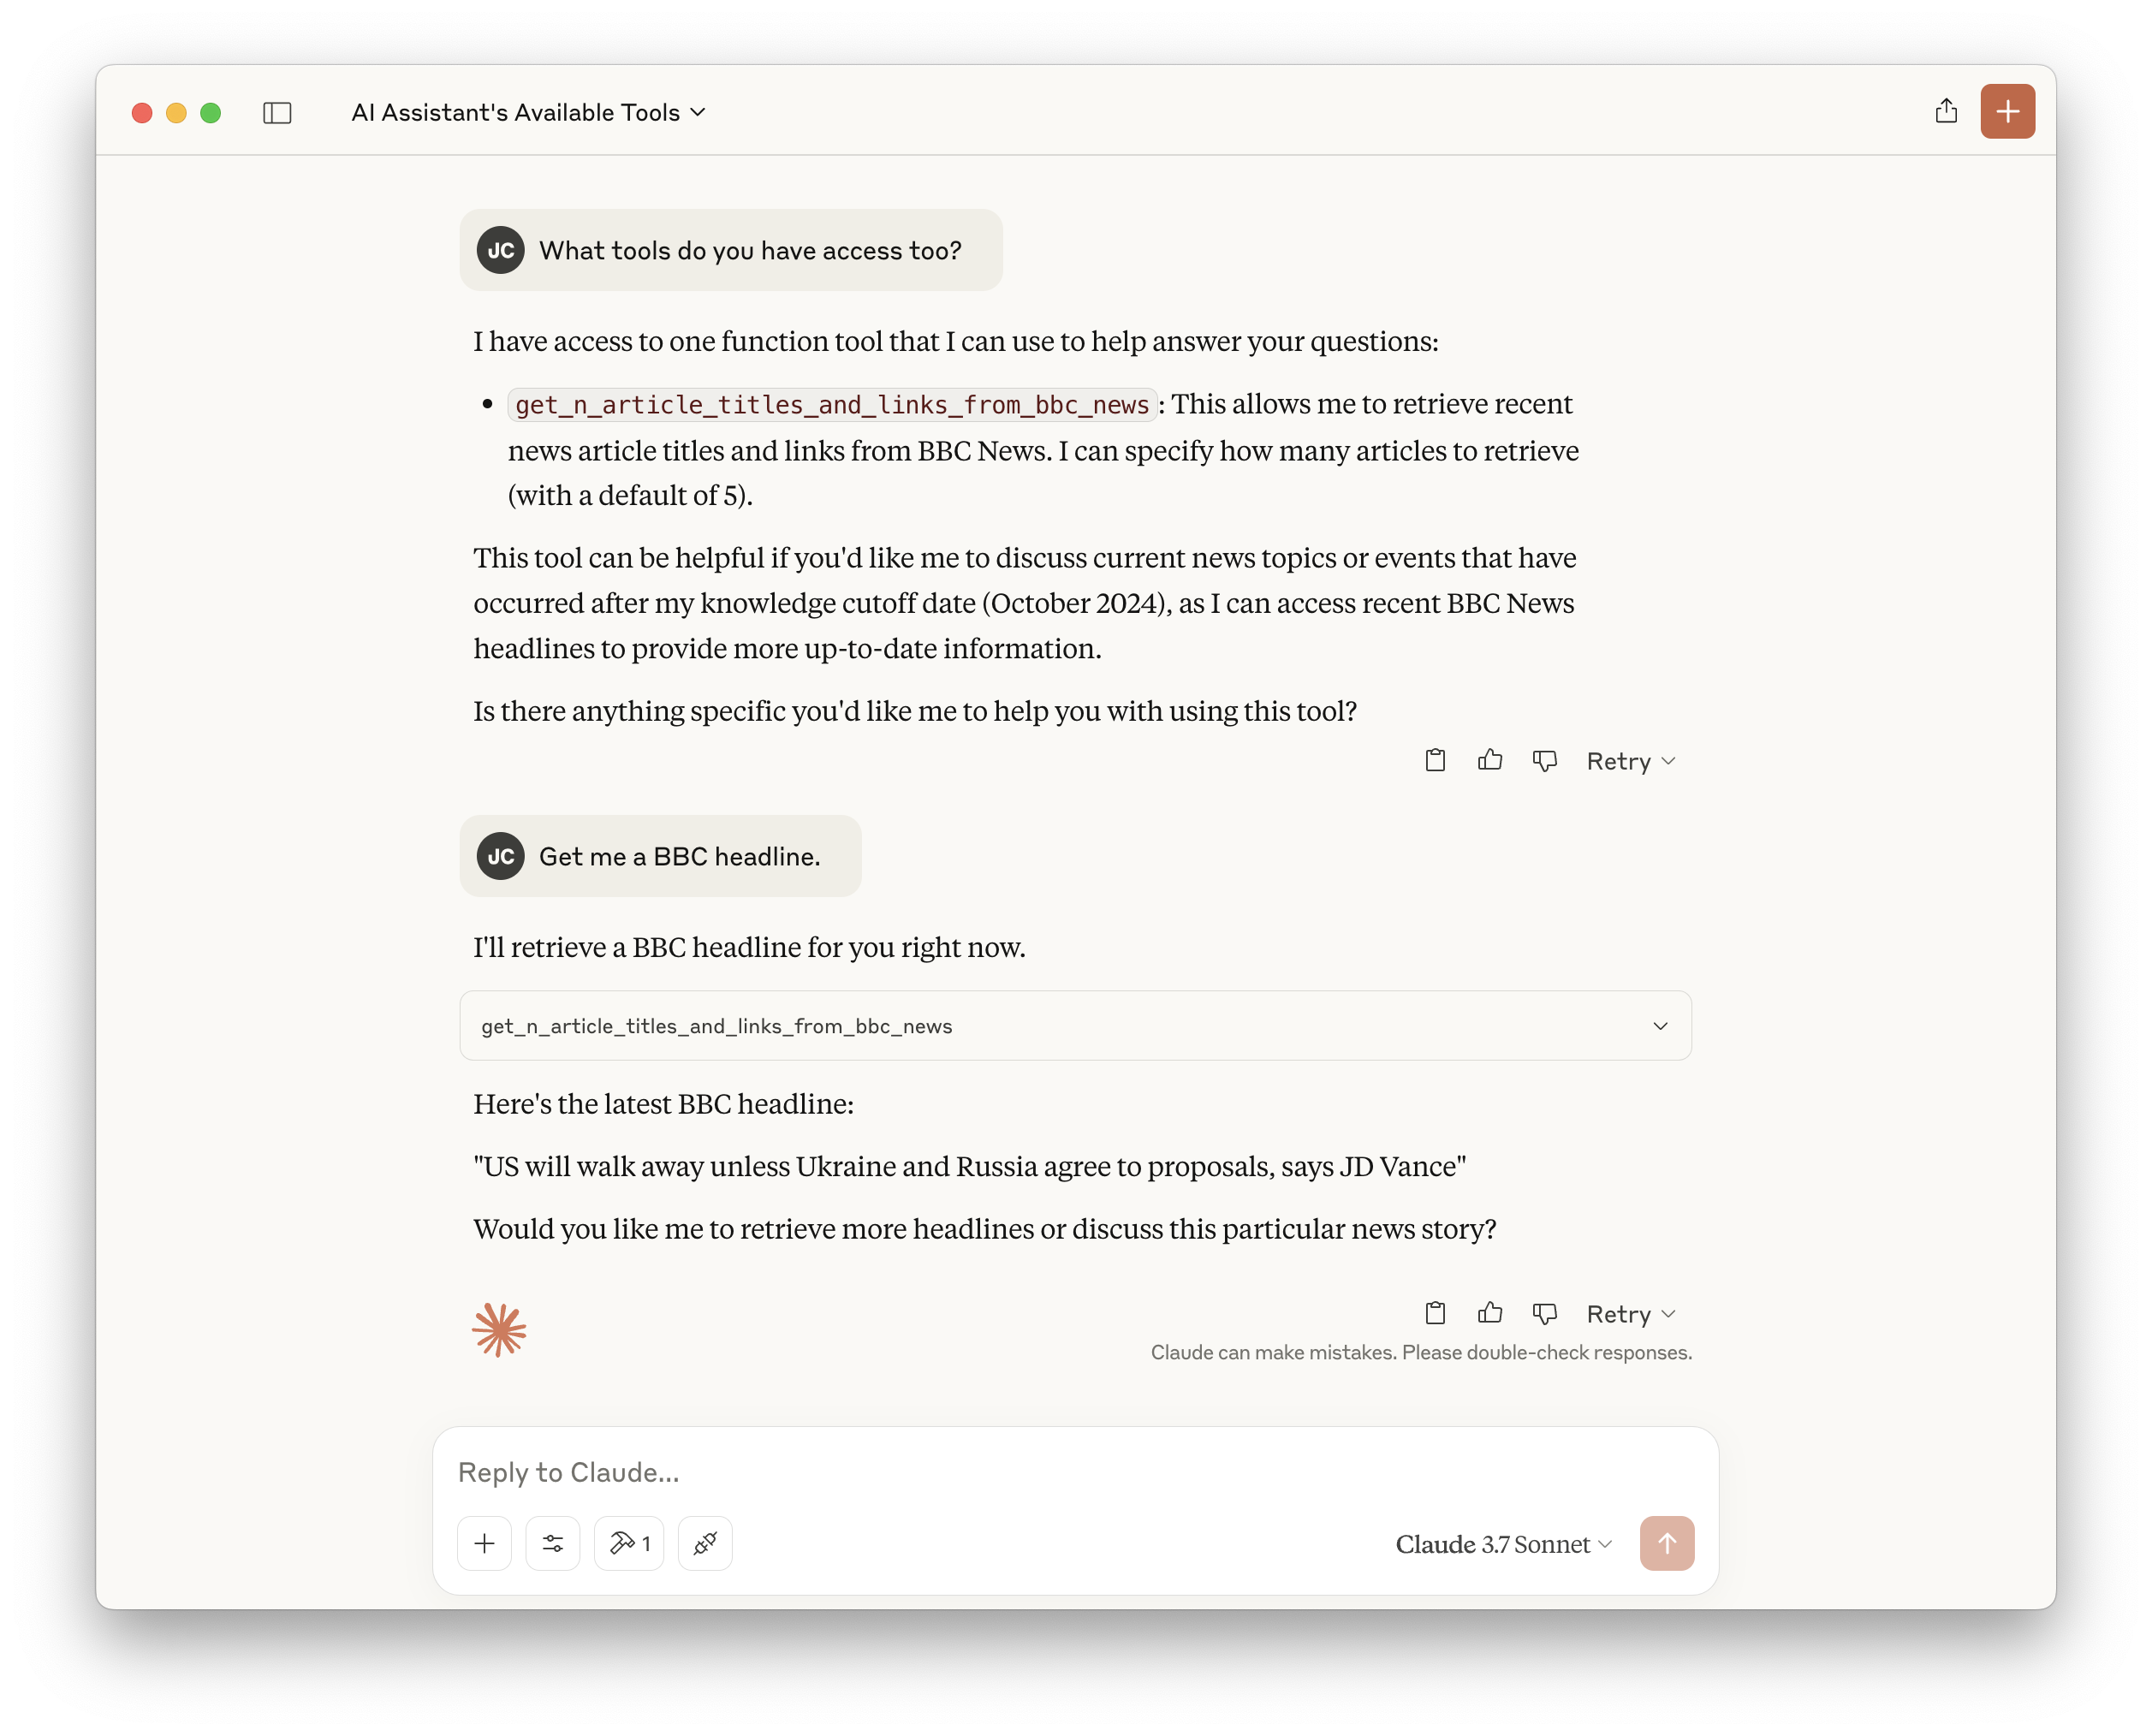 AI Assistant's Available Tools
JC What tools do you have access too?
I have access to one function tool that I can use to help answer your questions:
• get_n_article_titles_and_links_from_bbc_news: This allows me to retrieve recent
news article titles and links from BBC News. I can specify how many articles to retrieve
(with a default of 5).
This tool can be helpful if you'd like me to discuss current news topics or events that have
occurred after my knowledge cutoff date (October 2024), as I can access recent BBC News
headlines to provide more up-to-date information.
Is there anything specific you'd like me to help you with using this tool?
Retry
JC Get me a BBC headline.
I'll retrieve a BBC headline for you right now.
get_n_article_titles_and_links_from_bbc_news
Here's the latest BBC headline:
"US will walk away unless Ukraine and Russia agree to proposals, says JD Vance"
Would you like me to retrieve more headlines or discuss this particular news story?
Retry
Claude can make mistakes. Please double-check responses.
Reply to Claude...
1 Claude 3.7 Sonnet